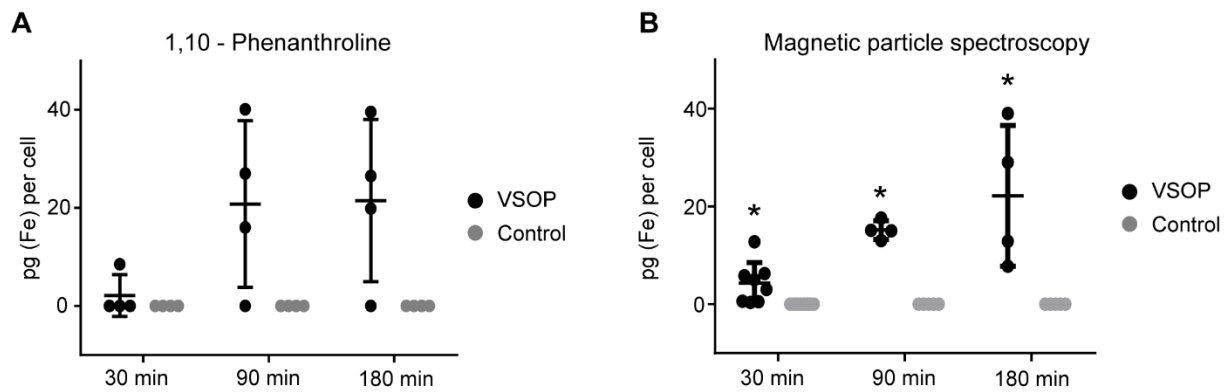 A
1,10 - Phenanthroline
pg (Fe) per cell
40
20
0
30 min
90 min
180 min
VSOP
Control
B
Magnetic particle spectroscopy
pg (Fe) per cell
40
20
0
*
*
*
30 min
90 min
180 min
VSOP
Control